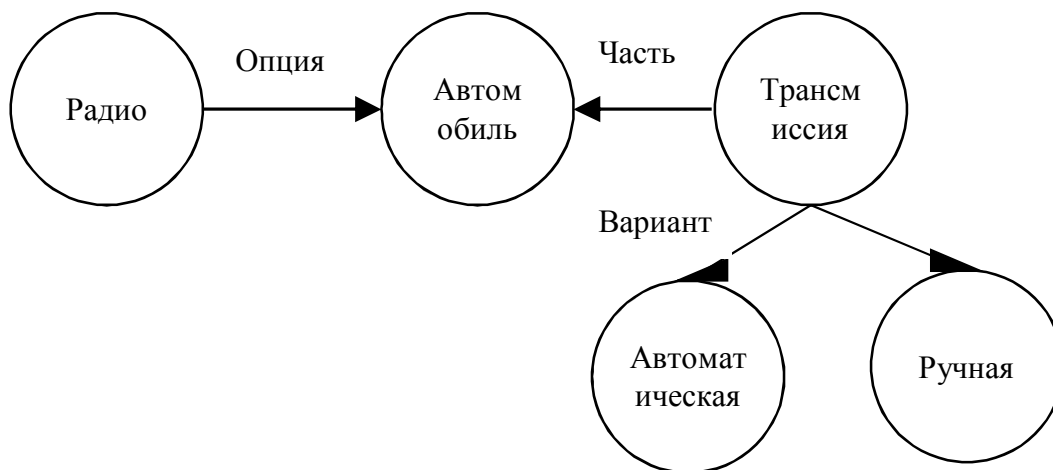 Опция
Часть
Радио
Автом
обиль
Трансм
иссия
Вариант
Автомат
ическая
Ручная